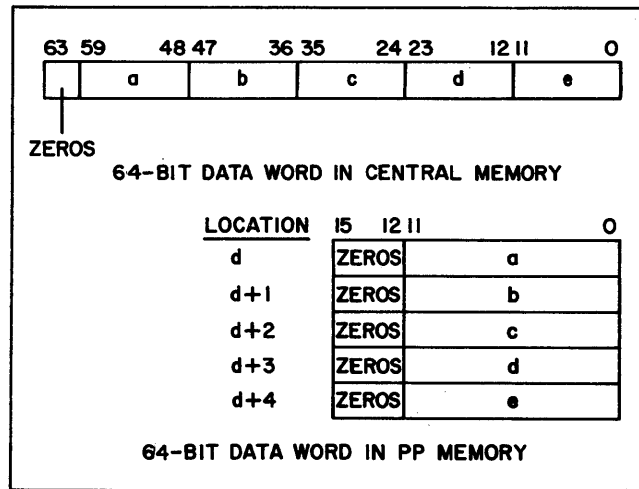 63 59 48 47 36 35 24 23 12 11 0
a b c d e
ZEROS
64-BIT DATA WORD IN CENTRAL MEMORY
LOCATION 15 12 11 0
d ZEROS a
d+1 ZEROS b
d+2 ZEROS c
d+3 ZEROS d
d+4 ZEROS e
64-BIT DATA WORD IN PP MEMORY